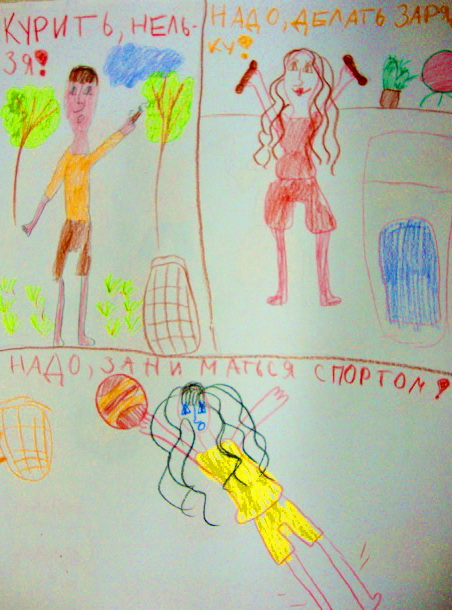 КУРИТЬ, НЕЛЬ-
ЗЯ!
НАДО, ДЕЛАТЬ ЗАРЯ
КУ!
НАДО, ЗАНИМАТЬСЯ СПОРТОМ!